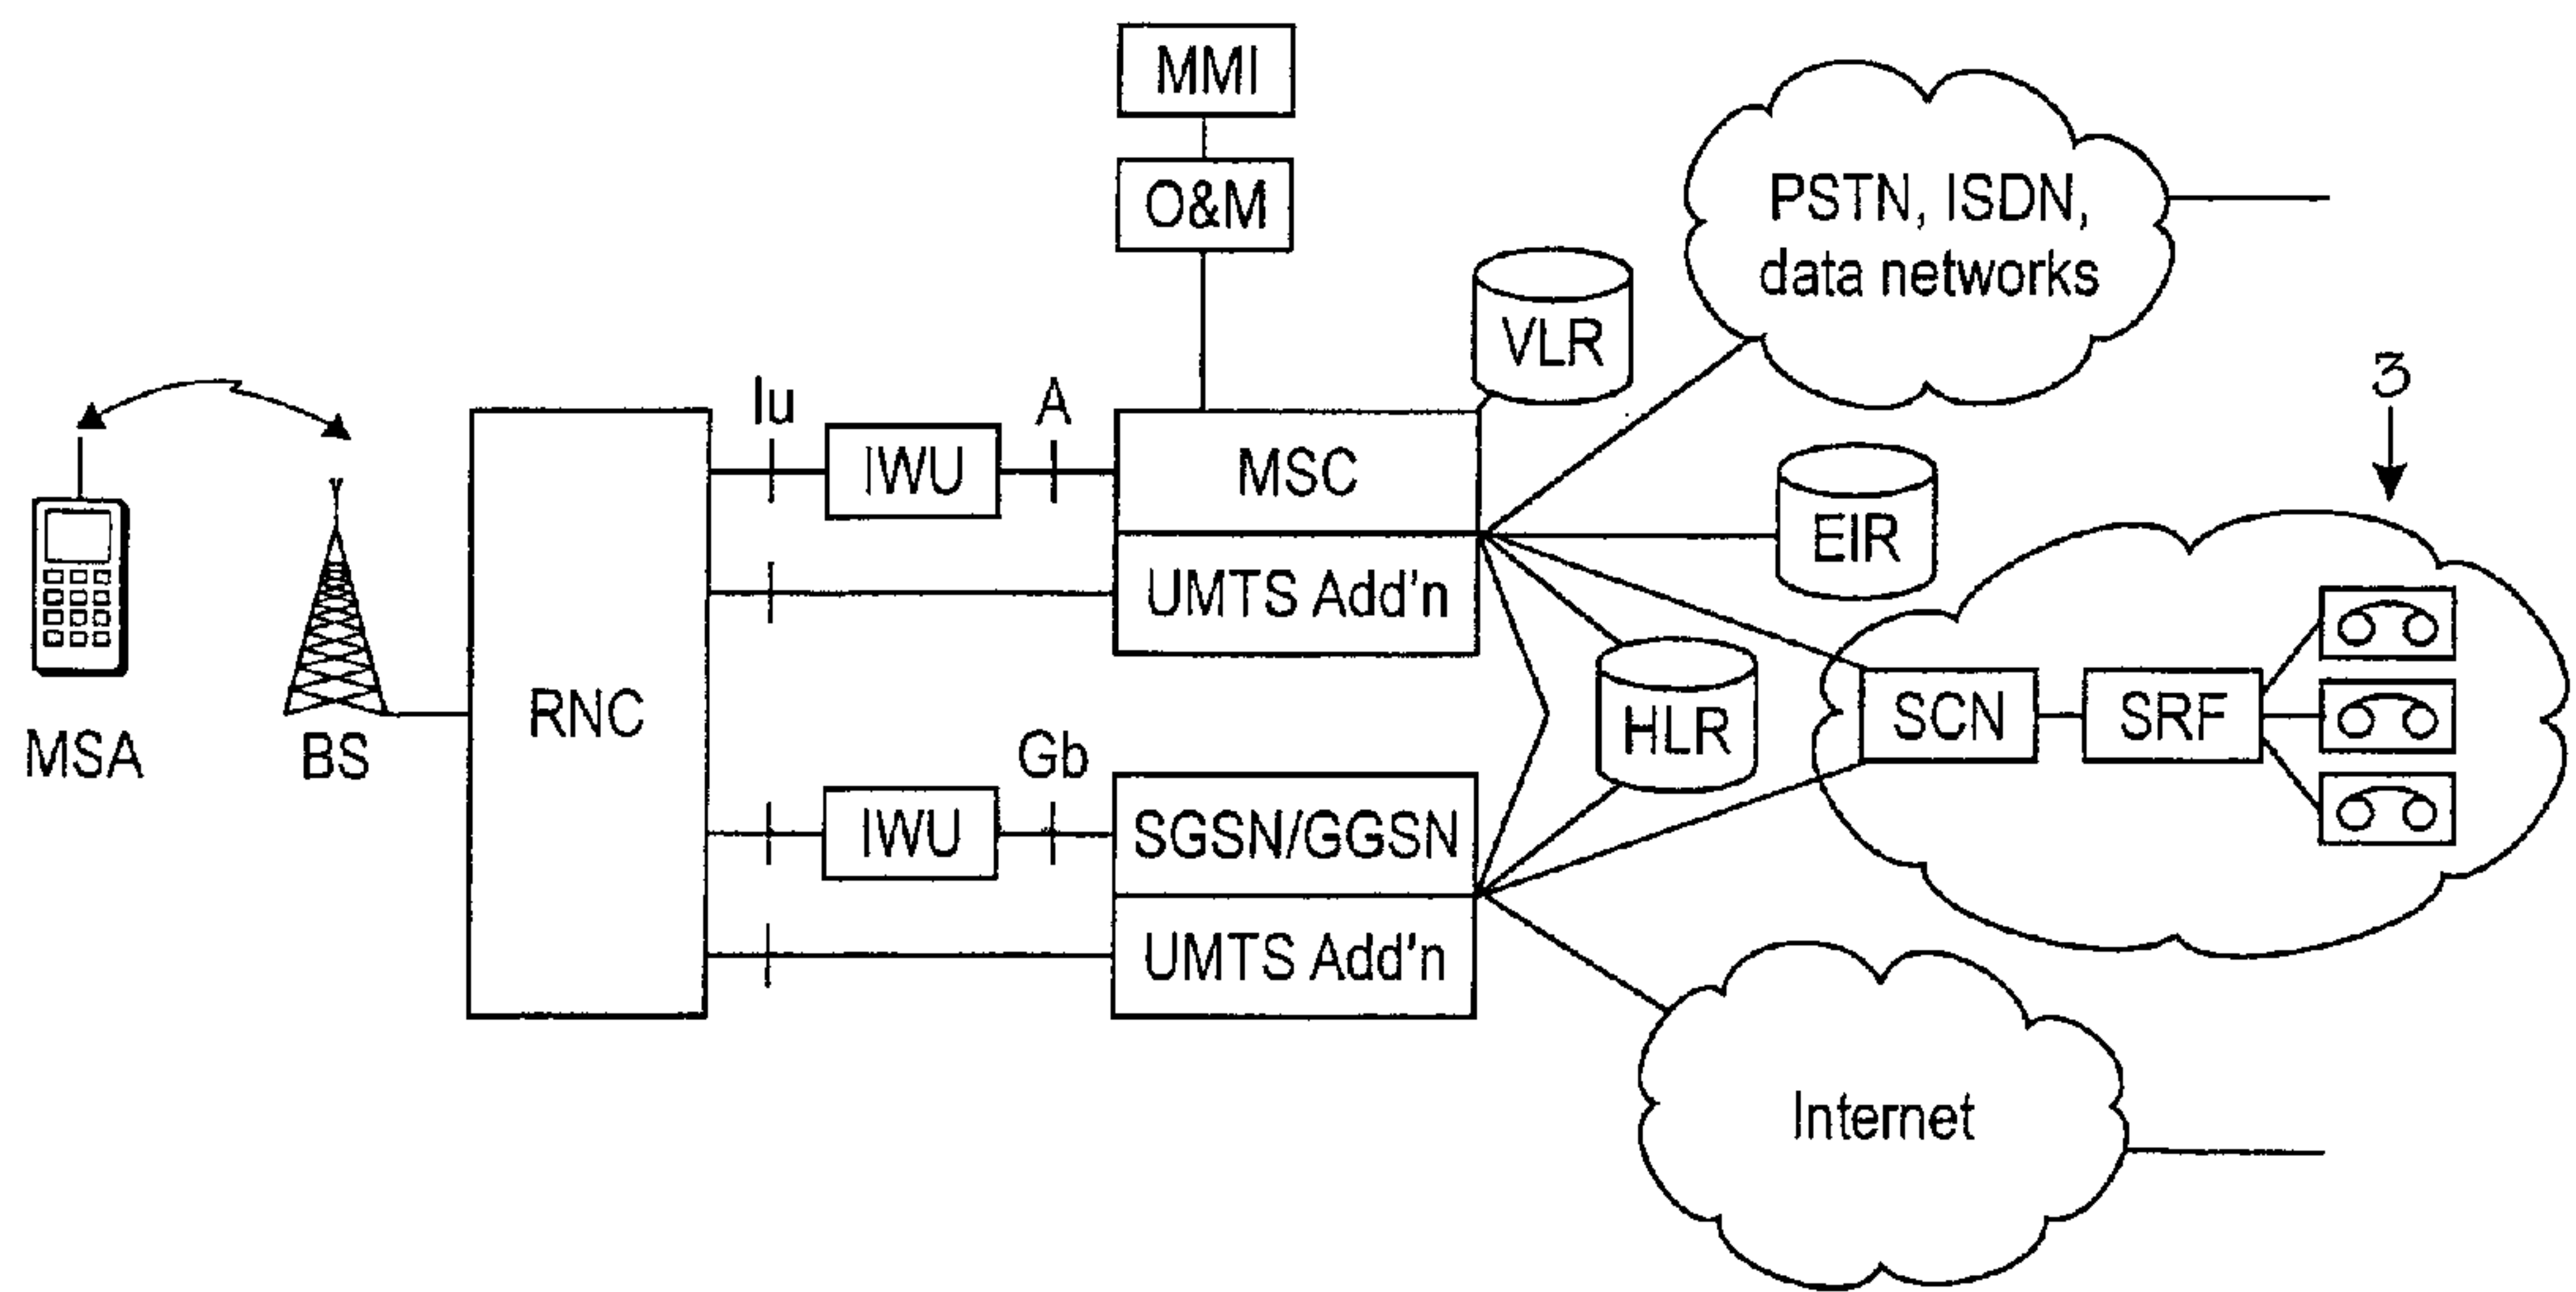 MMI
O&M
PSTN, ISDN,
data networks
VLR
3
Iu
A
IWU
MSC
EIR
UMTS Add'n
RNC
SCN
SRF
HLR
MSA
BS
Gb
IWU
SGSN/GGSN
UMTS Add'n
Internet